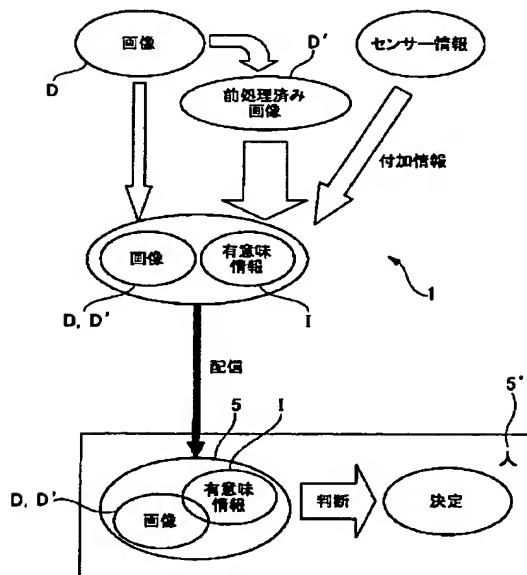 画像
D
D'
前処理済み
画像
センサー情報
付加情報
画像
有意味
情報
D, D'
I
1
配信
5
I
5'
D, D'
有意味
情報
画像
判断
決定
人